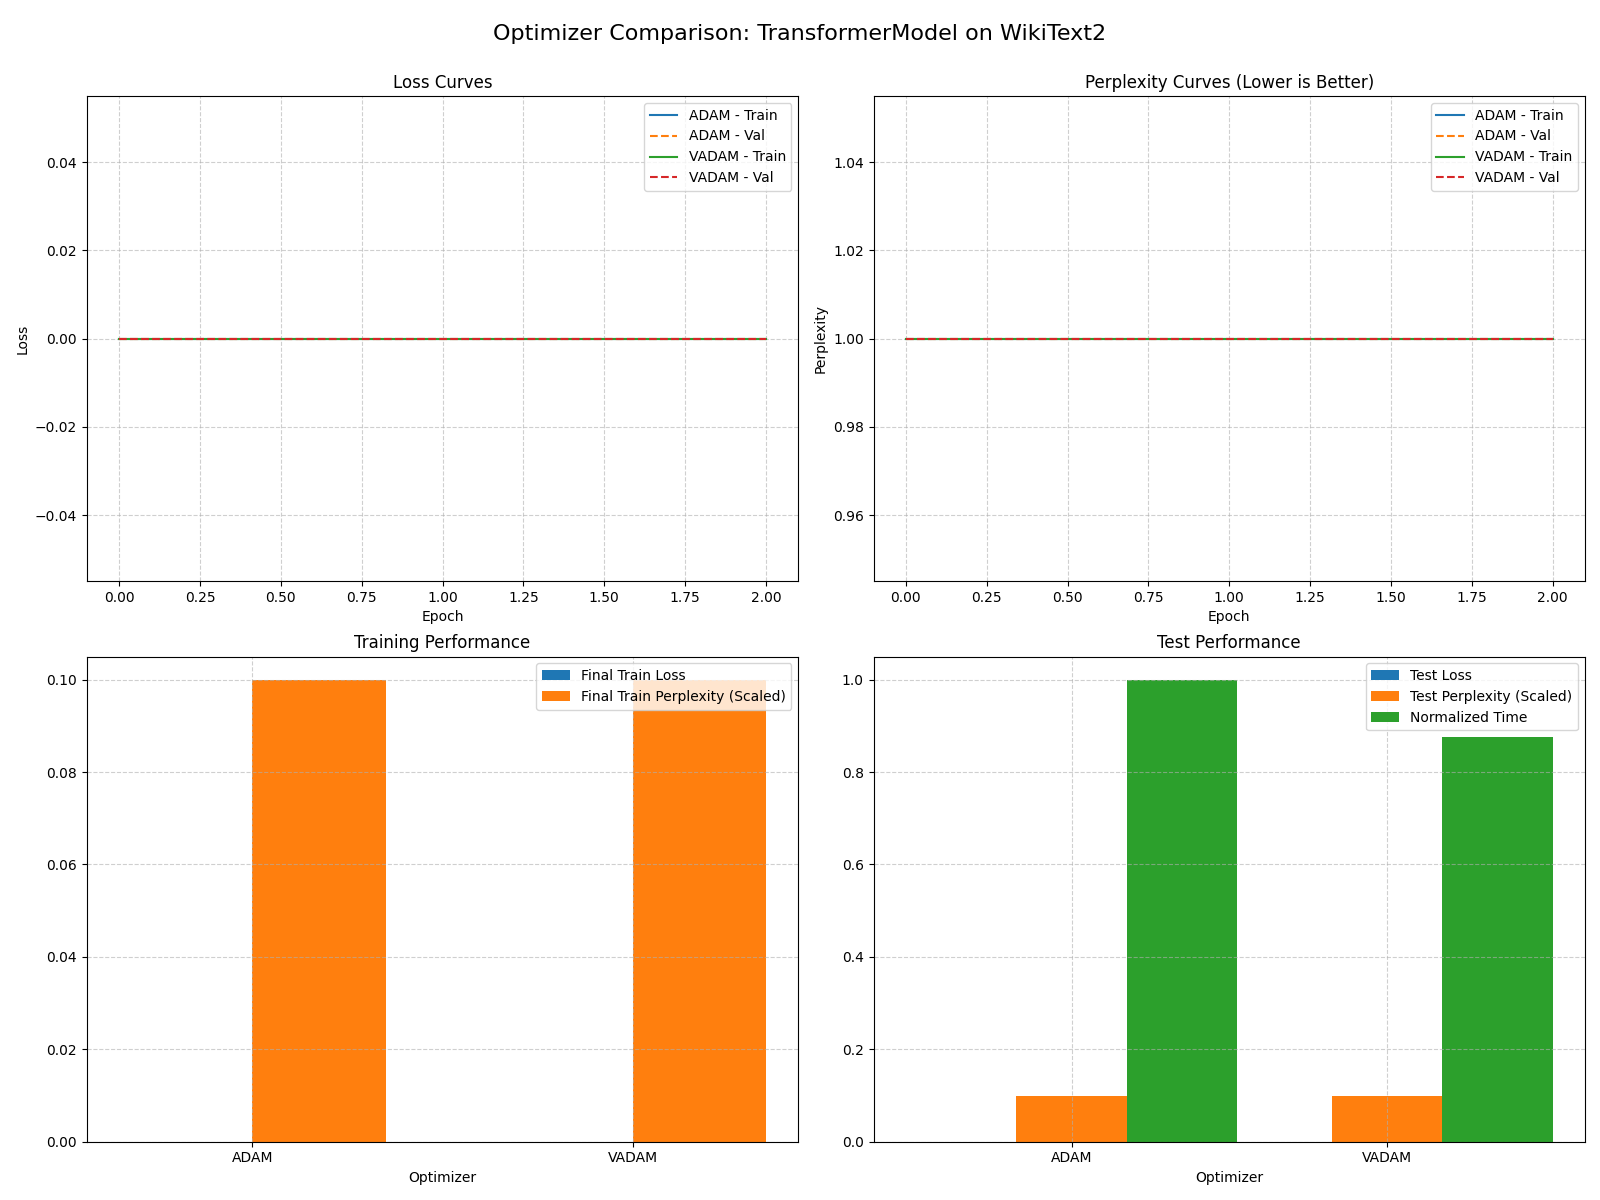 Optimizer Comparison: TransformerModel on WikiText2
Loss Curves
Loss
0.04
0.02
0.00
−0.02
−0.04
ADAM - Train
ADAM - Val
VADAM - Train
VADAM - Val
0.00 0.25 0.50 0.75 1.00 1.25 1.50 1.75 2.00
Epoch
Perplexity Curves (Lower is Better)
Perplexity
1.04
1.02
1.00
0.98
0.96
ADAM - Train
ADAM - Val
VADAM - Train
VADAM - Val
0.00 0.25 0.50 0.75 1.00 1.25 1.50 1.75 2.00
Epoch
Training Performance
0.10
0.08
0.06
0.04
0.02
0.00
Final Train Loss
Final Train Perplexity (Scaled)
ADAM VADAM
Optimizer
Test Performance
1.0
0.8
0.6
0.4
0.2
0.0
Test Loss
Test Perplexity (Scaled)
Normalized Time
ADAM VADAM
Optimizer